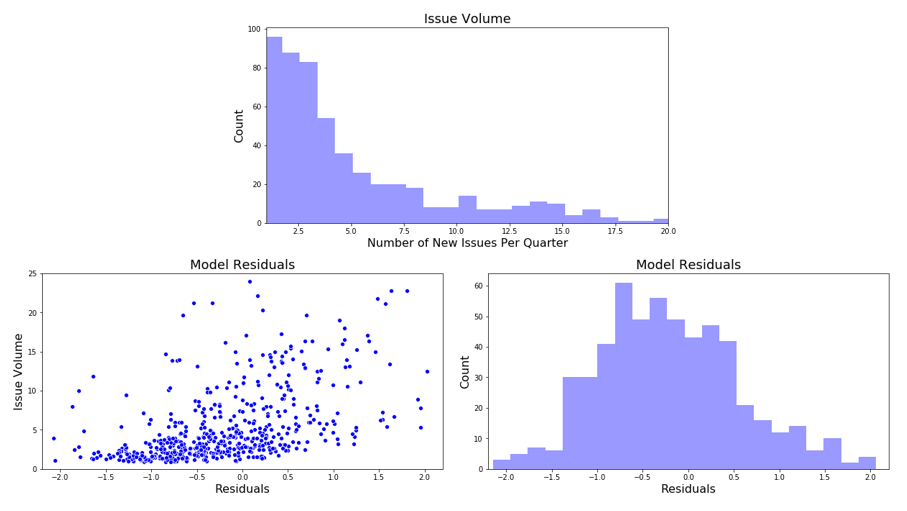 Issue Volume
100
80
60
40
20
0
Count
2.5 5.0 7.5 10.0 12.5 15.0 17.5 20.0
Number of New Issues Per Quarter
Model Residuals
25
20
15
10
5
0
Issue Volume
−2.0 −1.5 −1.0 −0.5 0.0 0.5 1.0 1.5 2.0
Residuals
Model Residuals
60
50
40
30
20
10
0
Count
−2.0 −1.5 −1.0 −0.5 0.0 0.5 1.0 1.5 2.0
Residuals